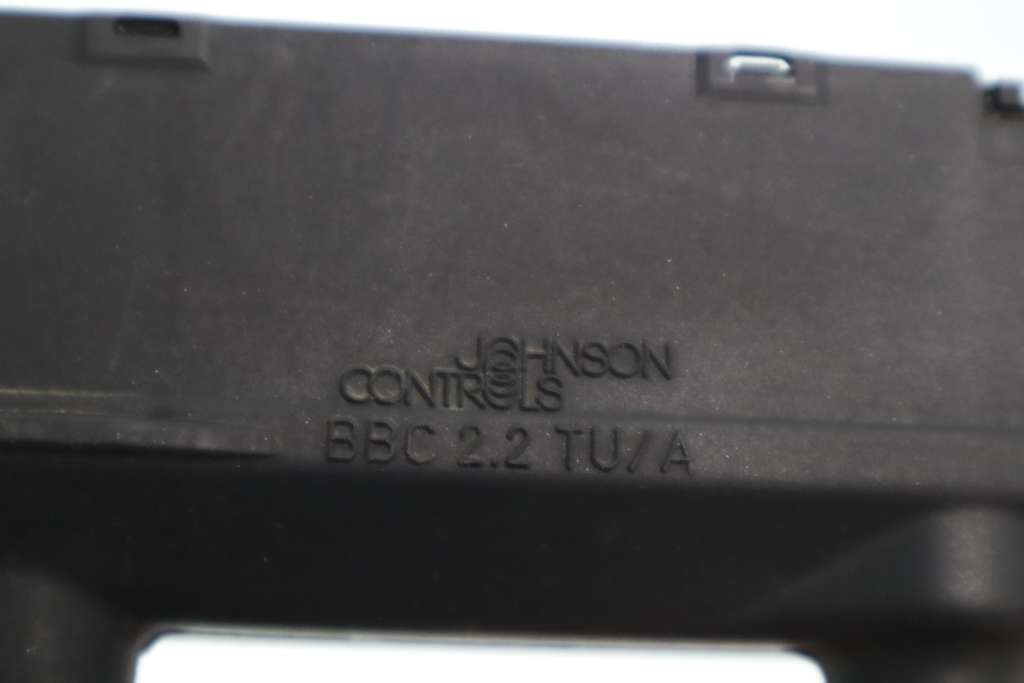 JOHNSON
CONTROLS
BBC 2.2 TU/A